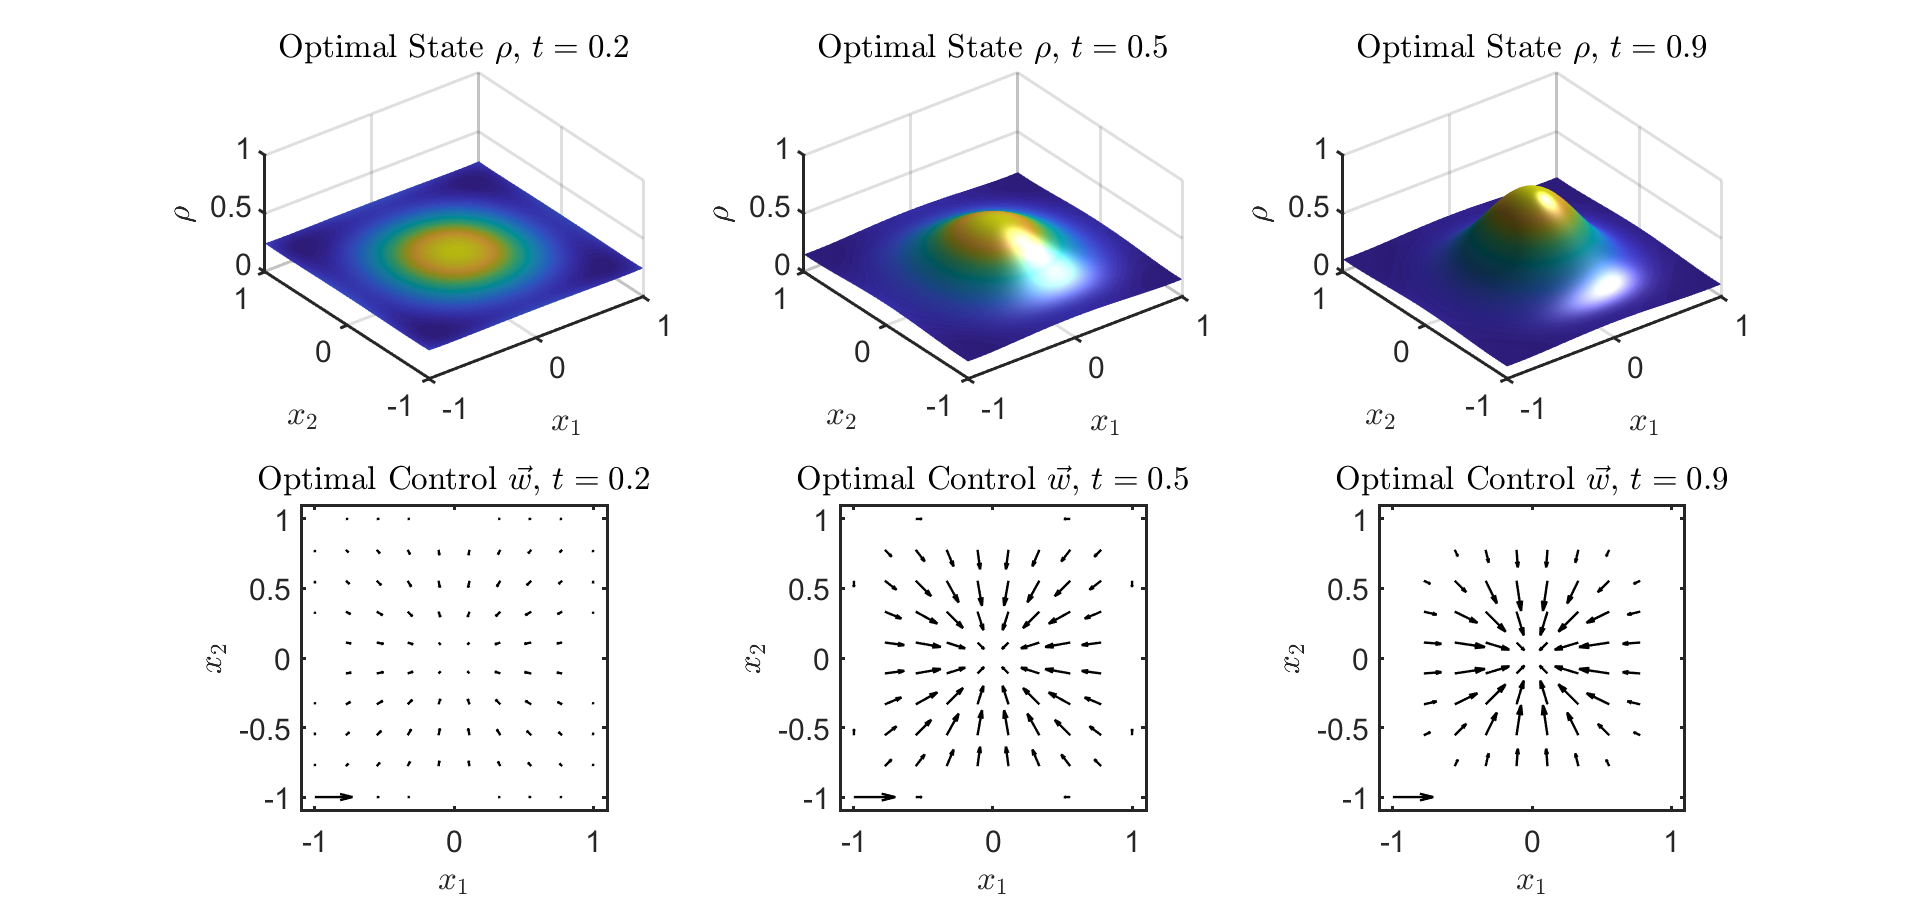 Optimal State ρ, t = 0.2
1
0.5
0
ρ
1
0
-1
x₂
-1
0
1
x₁
Optimal State ρ, t = 0.5
1
0.5
0
ρ
1
0
-1
x₂
-1
0
1
x₁
Optimal State ρ, t = 0.9
1
0.5
0
ρ
1
0
-1
x₂
-1
0
1
x₁
Optimal Control w⃗, t = 0.2
1
0.5
0
-0.5
-1
x₂
-1
0
1
x₁
Optimal Control w⃗, t = 0.5
1
0.5
0
-0.5
-1
x₂
-1
0
1
x₁
Optimal Control w⃗, t = 0.9
1
0.5
0
-0.5
-1
x₂
-1
0
1
x₁